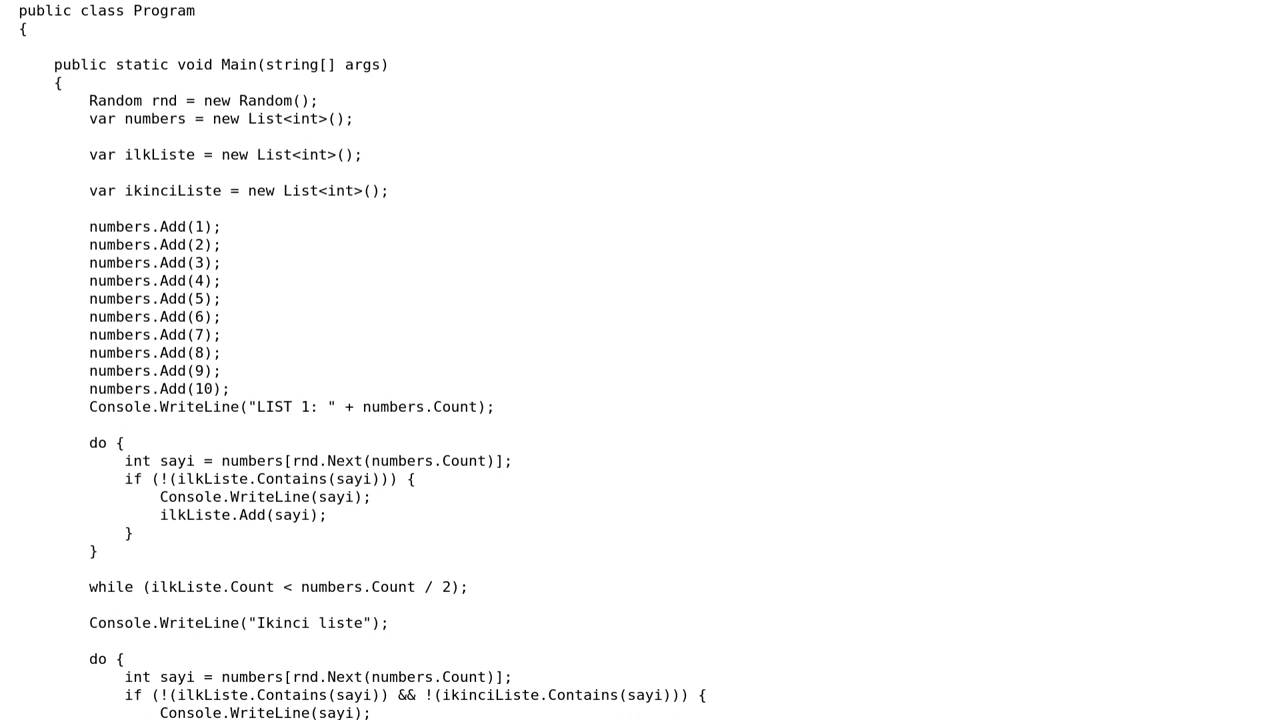 public class Program
{
public static void Main(string[] args)
{
Random rnd = new Random();
var numbers = new List<int>();
var ilkListe = new List<int>();
var ikinciListe = new List<int>();
numbers.Add(1);
numbers.Add(2);
numbers.Add(3);
numbers.Add(4);
numbers.Add(5);
numbers.Add(6);
numbers.Add(7);
numbers.Add(8);
numbers.Add(9);
numbers.Add(10);
Console.WriteLine("LIST 1: " + numbers.Count);
do {
int sayi = numbers[rnd.Next(numbers.Count)];
if (!(ilkListe.Contains(sayi))) {
Console.WriteLine(sayi);
ilkListe.Add(sayi);
}
}
while (ilkListe.Count < numbers.Count / 2);
Console.WriteLine("Ikinci liste");
do {
int sayi = numbers[rnd.Next(numbers.Count)];
if (!(ilkListe.Contains(sayi)) && !(ikinciListe.Contains(sayi))) {
Console.WriteLine(sayi);